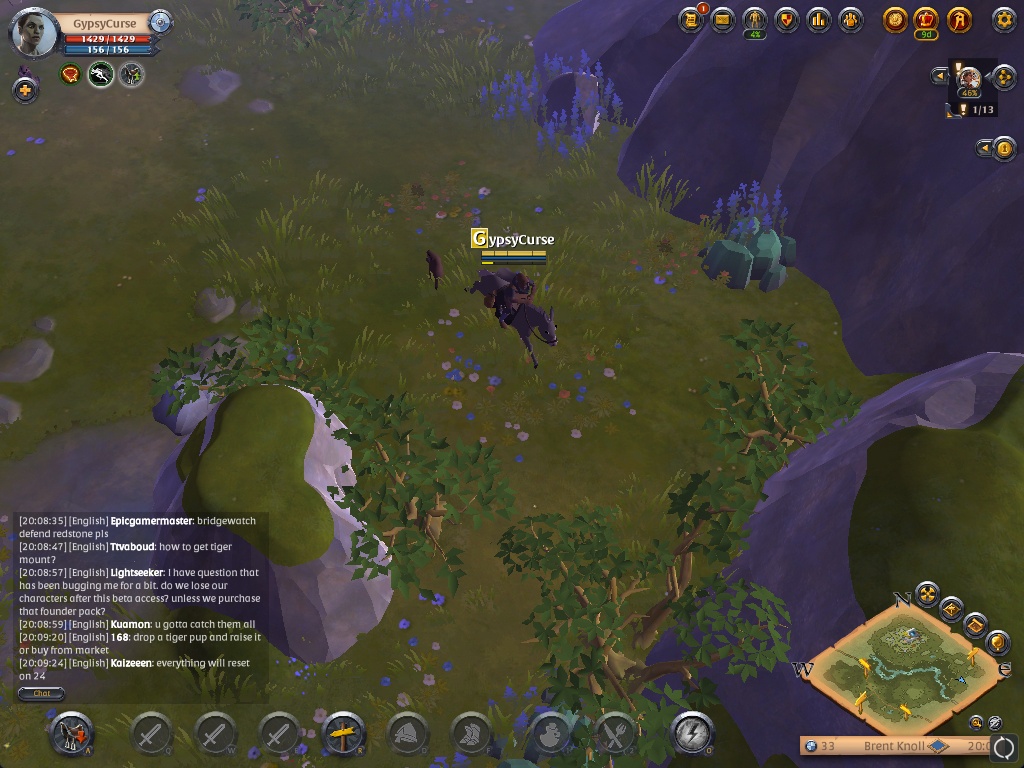 GypsyCurse
1429 / 1429
156 / 156
1
4%
9d
46%
1/13
GypsyCurse
[20:08:35] [English] Epicgamermaster: bridgewatch
defend redstone pls
[20:08:47] [English] Ttvaboud: how to get tiger
mount?
[20:08:57] [English] Lightseeker: I have question that
has been bugging me for a bit. do we lose our
characters after this beta access? unless we purchase
that founder pack?
[20:08:59] [English] Kuamon: u gotta catch them all
[20:09:20] [English] 168: drop a tiger pup and raise it
or buy from market
[20:09:24] [English] Kaizeeen: everything will reset
on 24
Chat
N
W
E
A
Q
W
R
33 Brent Knoll 20:0